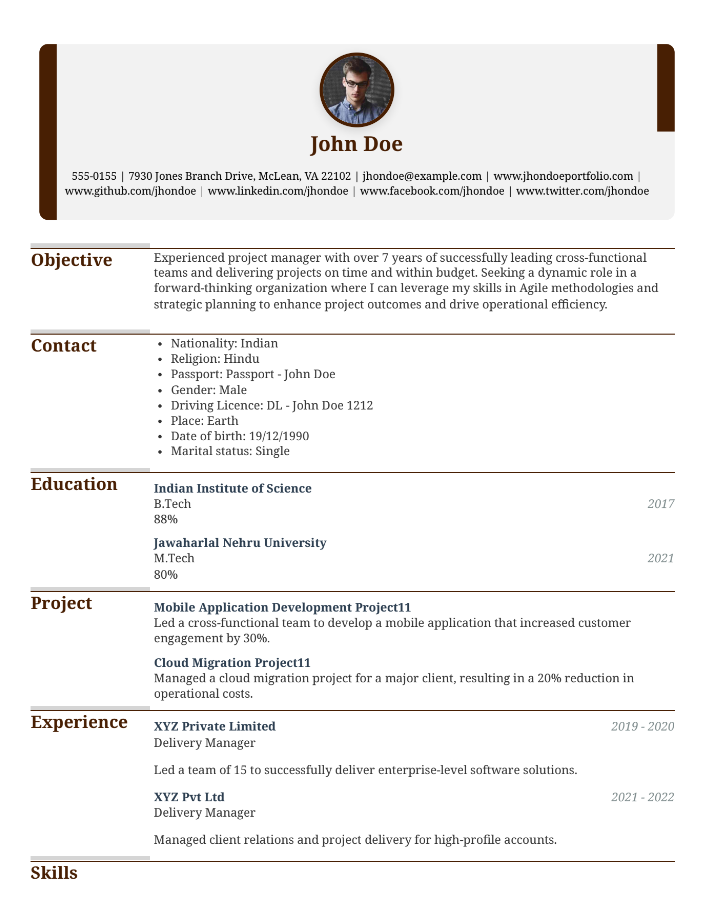 John Doe
555-0155 | 7930 Jones Branch Drive, McLean, VA 22102 | jhondoe@example.com | www.jhondoeportfolio.com |
www.github.com/jhondoe | www.linkedin.com/jhondoe | www.facebook.com/jhondoe | www.twitter.com/jhondoe
Objective
Experienced project manager with over 7 years of successfully leading cross-functional
teams and delivering projects on time and within budget. Seeking a dynamic role in a
forward-thinking organization where I can leverage my skills in Agile methodologies and
strategic planning to enhance project outcomes and drive operational efficiency.
Contact
• Nationality: Indian
• Religion: Hindu
• Passport: Passport - John Doe
• Gender: Male
• Driving Licence: DL - John Doe 1212
• Place: Earth
• Date of birth: 19/12/1990
• Marital status: Single
Education
Indian Institute of Science
B.Tech 2017
88%
Jawaharlal Nehru University
M.Tech 2021
80%
Project
Mobile Application Development Project11
Led a cross-functional team to develop a mobile application that increased customer
engagement by 30%.
Cloud Migration Project11
Managed a cloud migration project for a major client, resulting in a 20% reduction in
operational costs.
Experience
XYZ Private Limited 2019 - 2020
Delivery Manager
Led a team of 15 to successfully deliver enterprise-level software solutions.
XYZ Pvt Ltd 2021 - 2022
Delivery Manager
Managed client relations and project delivery for high-profile accounts.
Skills